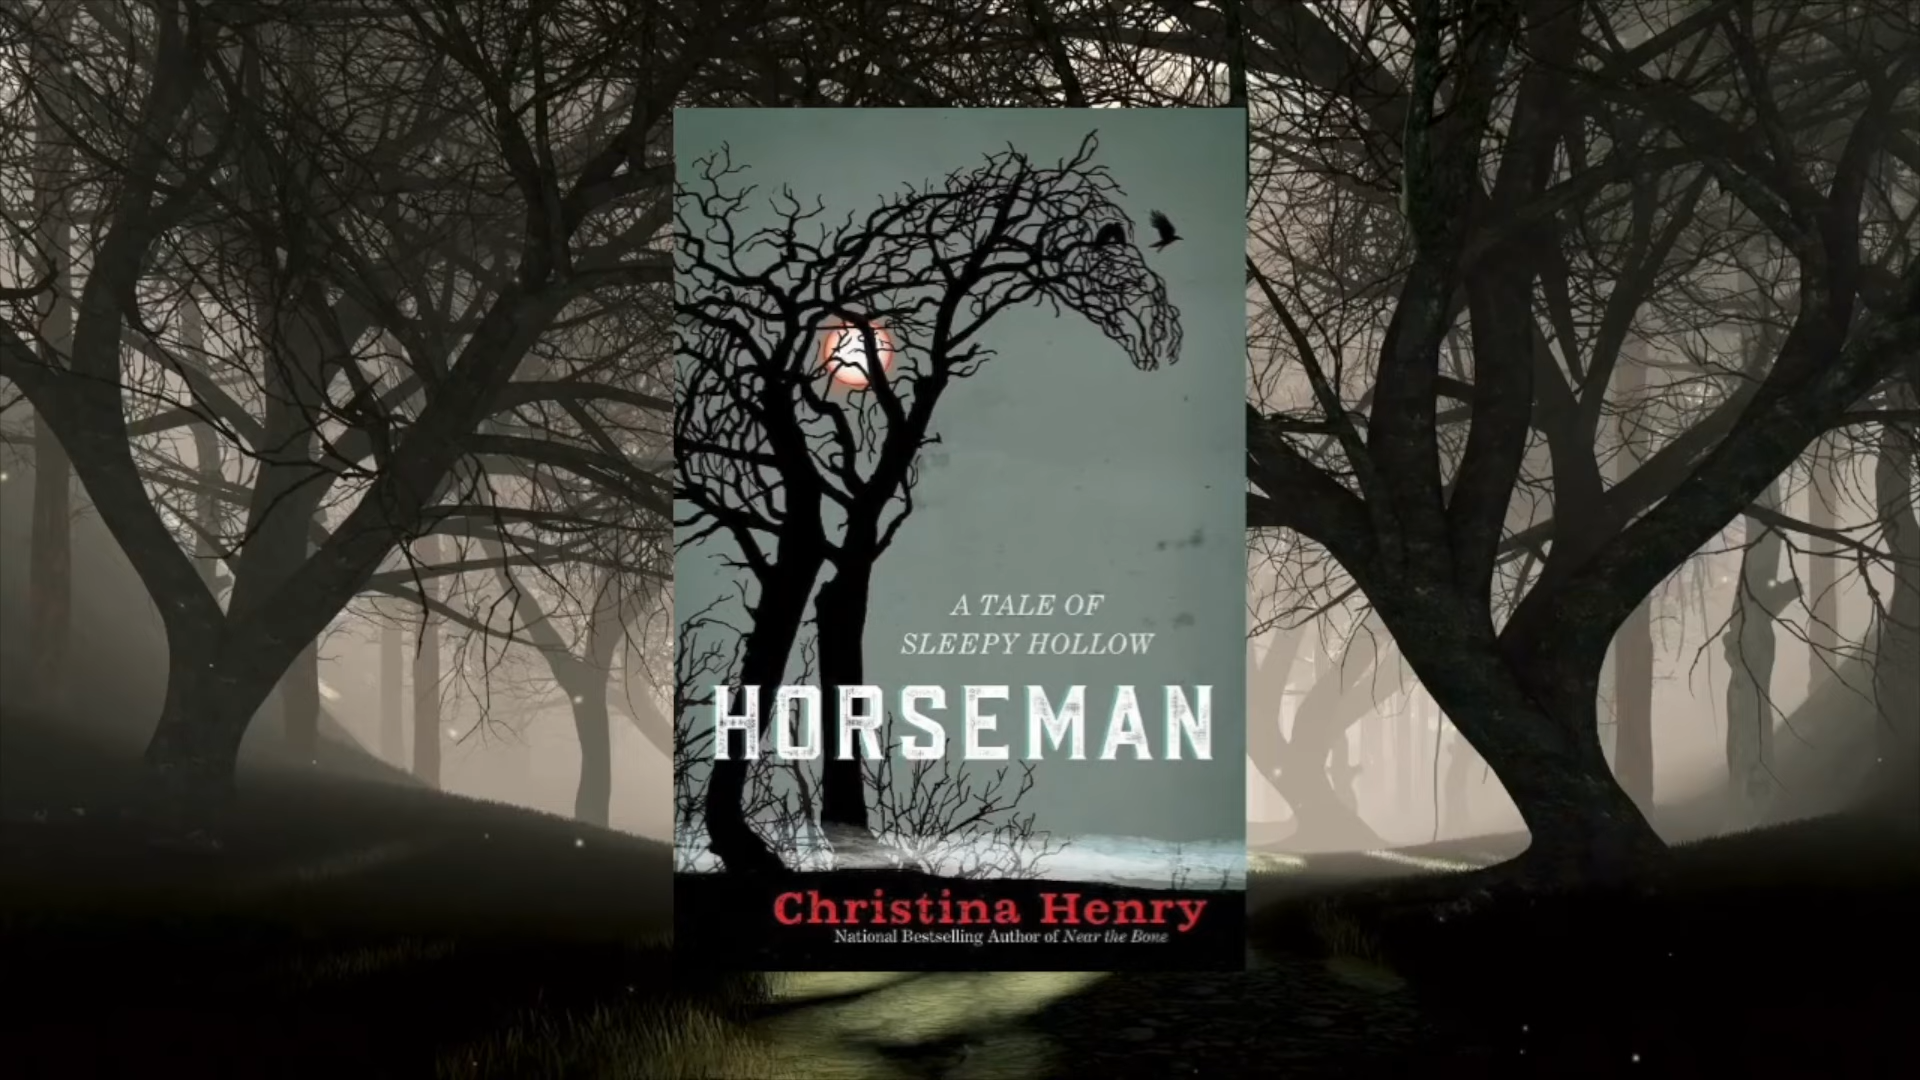 A TALE OF
SLEEPY HOLLOW
HORSEMAN
Christina Henry
National Bestselling Author of Near the Bone